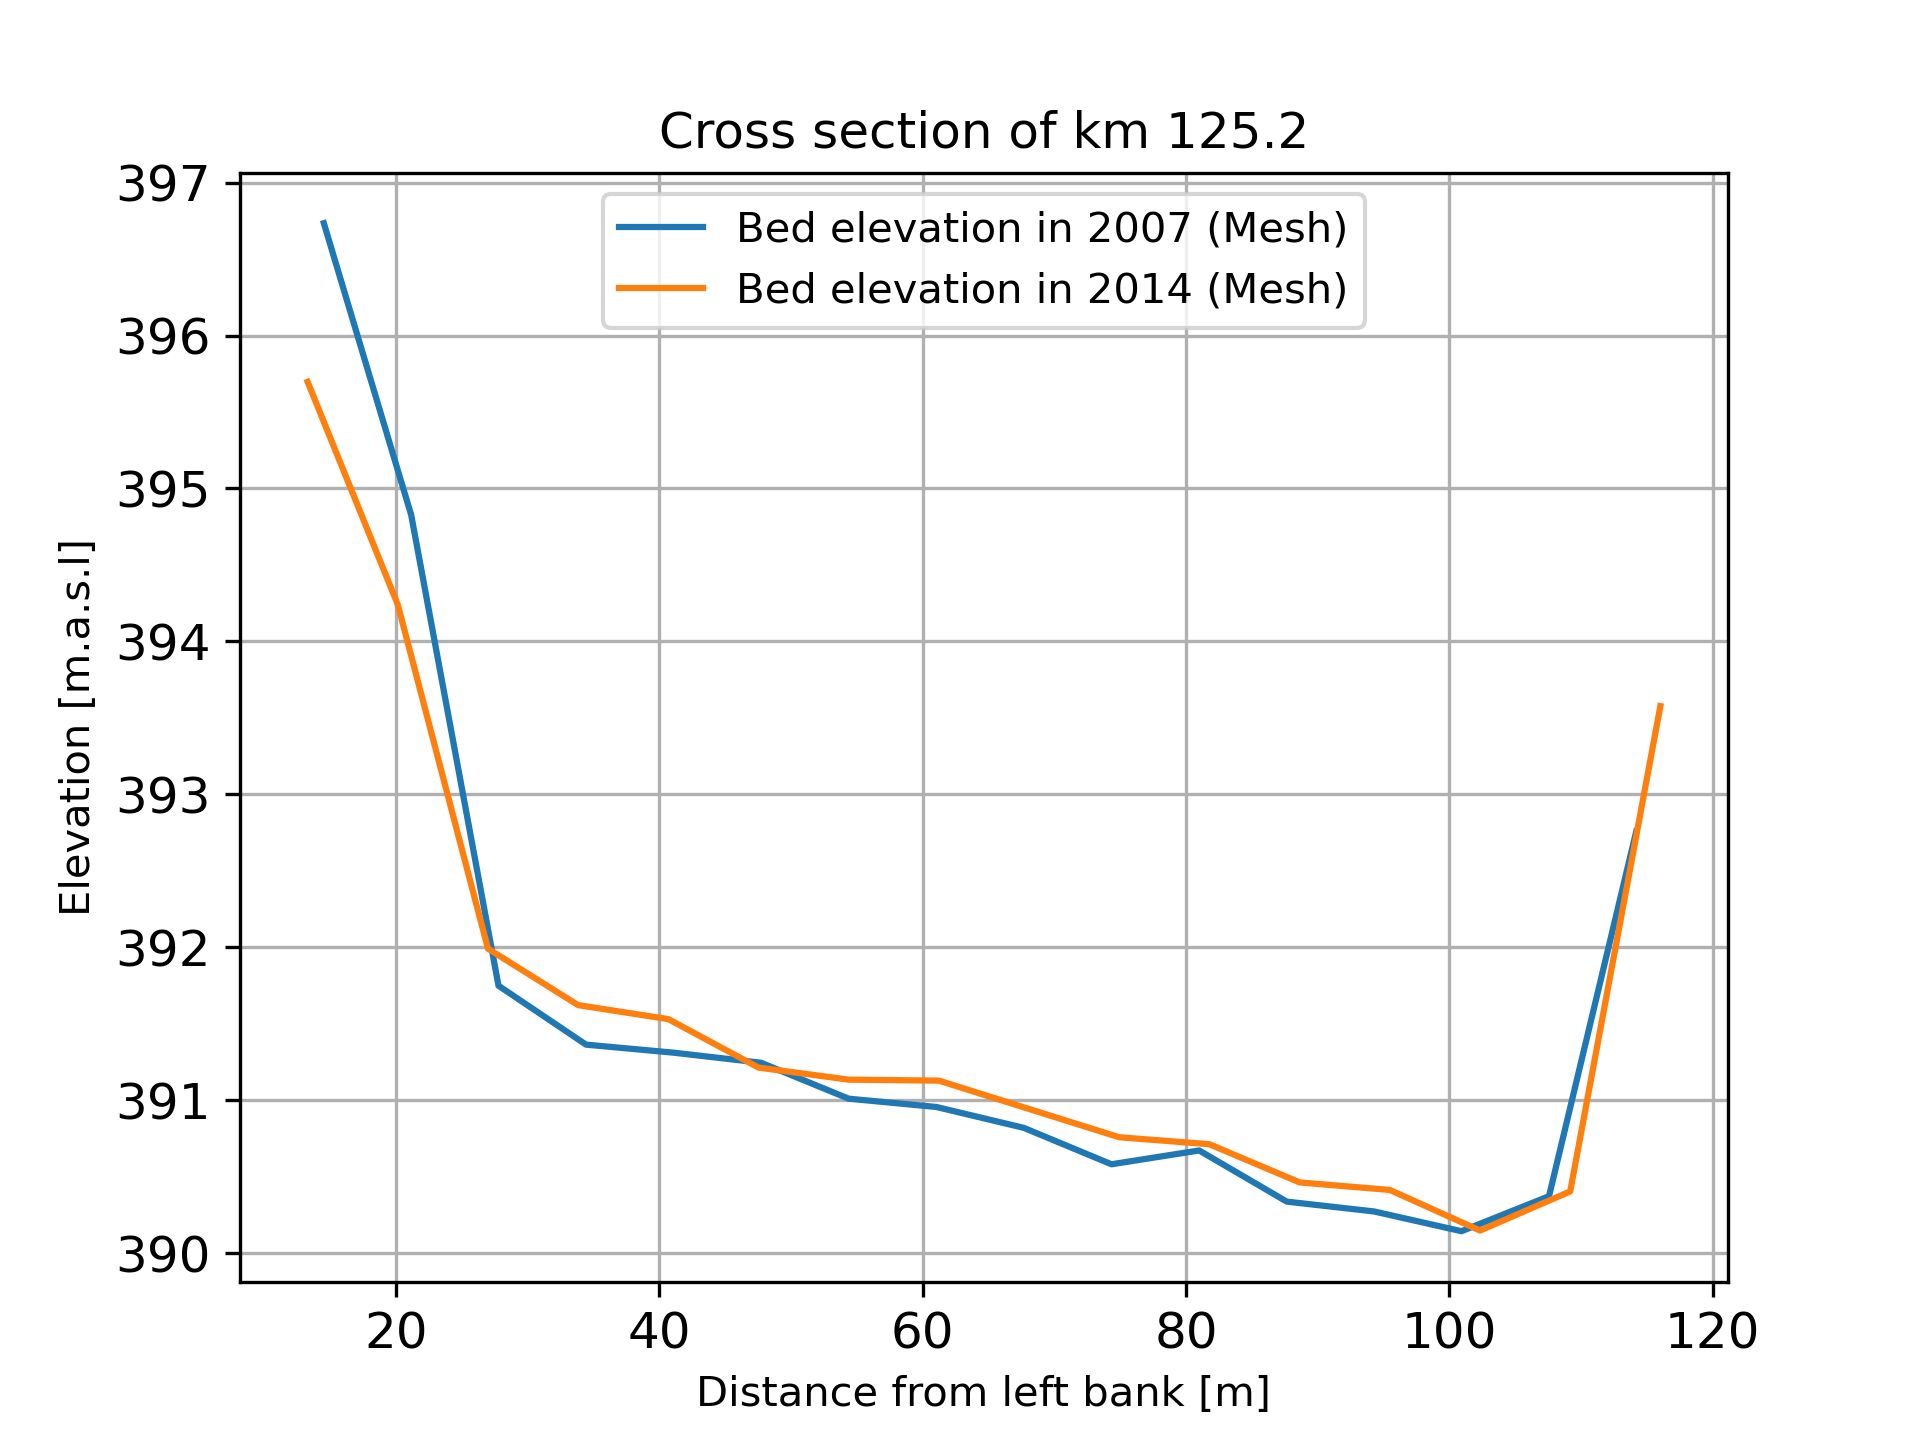 Cross section of km 125.2
Bed elevation in 2007 (Mesh)
Bed elevation in 2014 (Mesh)
397
396
395
394
393
392
391
390
Elevation [m.a.s.l]
20 40 60 80 100 120
Distance from left bank [m]